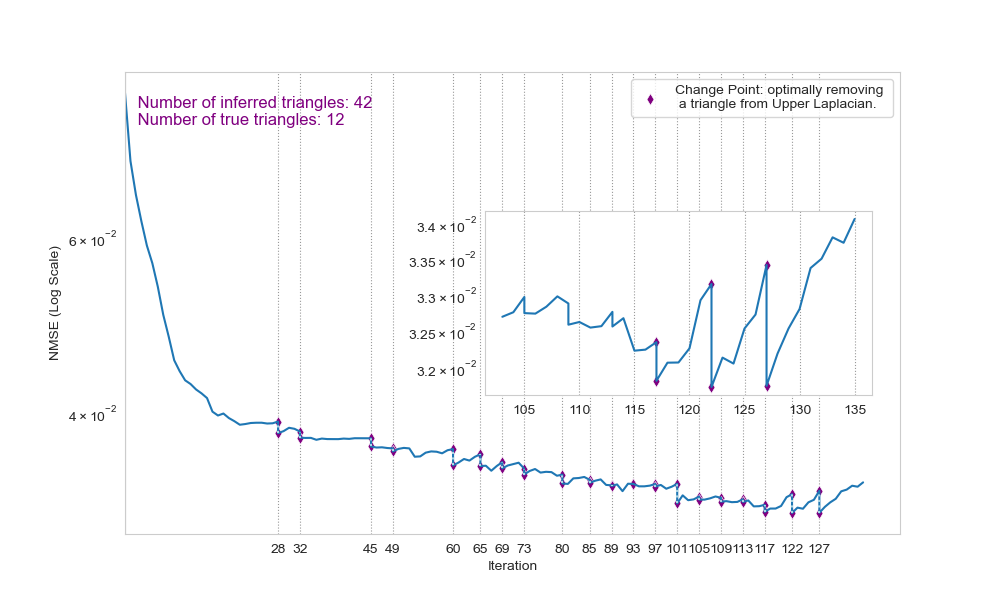 Number of inferred triangles: 42
Number of true triangles: 12
Change Point: optimally removing
a triangle from Upper Laplacian.
NMSE (Log Scale)
6 × 10⁻²
4 × 10⁻²
3.4 × 10⁻²
3.35 × 10⁻²
3.3 × 10⁻²
3.25 × 10⁻²
3.2 × 10⁻²
105 110 115 120 125 130 135
28 32 45 49 60 65 69 73 80 85 89 93 97 101 105 109 113 117 122 127
Iteration